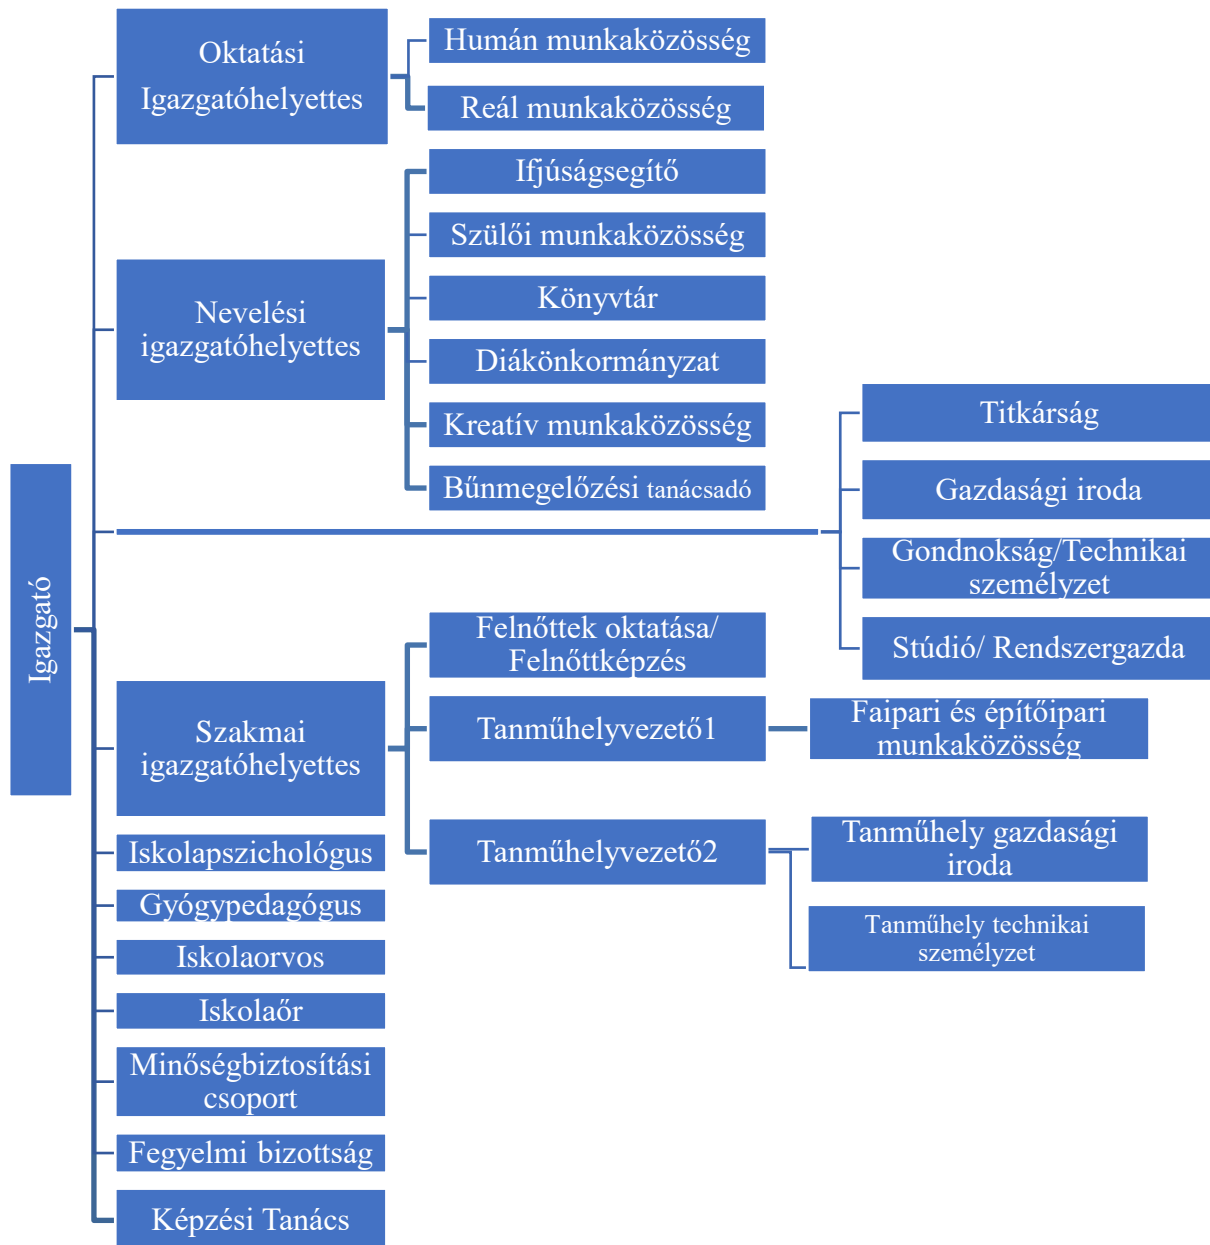 Igazgató
Oktatási
Igazgatóhelyettes
Humán munkaközösség
Reál munkaközösség
Nevelési
igazgatóhelyettes
Ifjúságsegítő
Szülői munkaközösség
Könyvtár
Diákönkormányzat
Kreatív munkaközösség
Bűnmegelőzési tanácsadó
Titkárság
Gazdasági iroda
Gondnokság/Technikai
személyzet
Stúdió/ Rendszergazda
Szakmai
igazgatóhelyettes
Felnőttek oktatása/
Felnőttképzés
Tanműhelyvezető1
Faipari és építőipari
munkaközösség
Tanműhelyvezető2
Tanműhely gazdasági
iroda
Tanműhely technikai
személyzet
Iskolapszichológus
Gyógypedagógus
Iskolaorvos
Iskolaőr
Minőségbiztosítási
csoport
Fegyelmi bizottság
Képzési Tanács